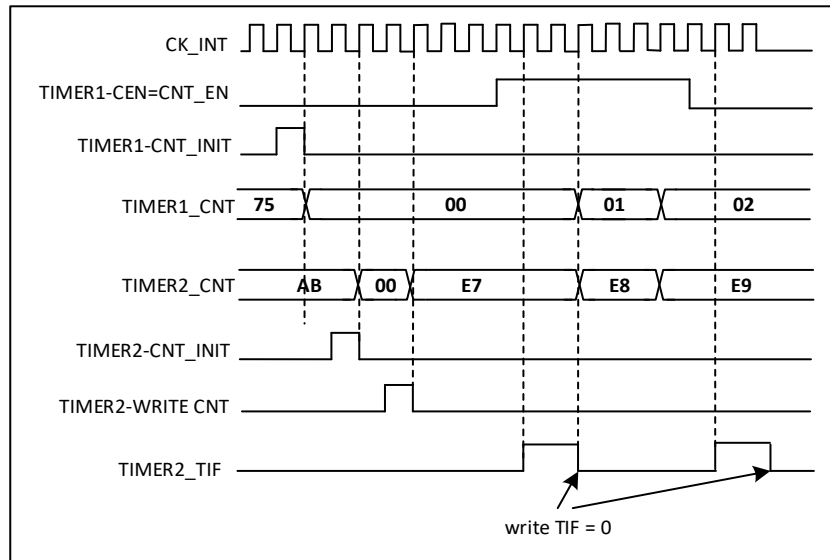 CK_INT
TIMER1-CEN=CNT_EN
TIMER1-CNT_INIT
TIMER1_CNT 75 00 01 02
TIMER2_CNT AB 00 E7 E8 E9
TIMER2-CNT_INIT
TIMER2-WRITE CNT
TIMER2_TIF
write TIF = 0